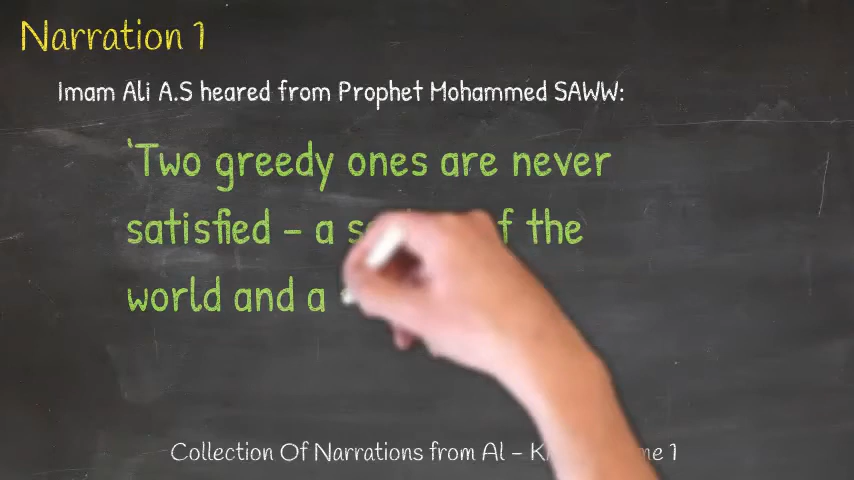 Narration 1
Imam Ali A.S heared from Prophet Mohammed SAWW:
'Two greedy ones are never
satisfied - a the
world and a
Collection Of Narrations from Al - 1